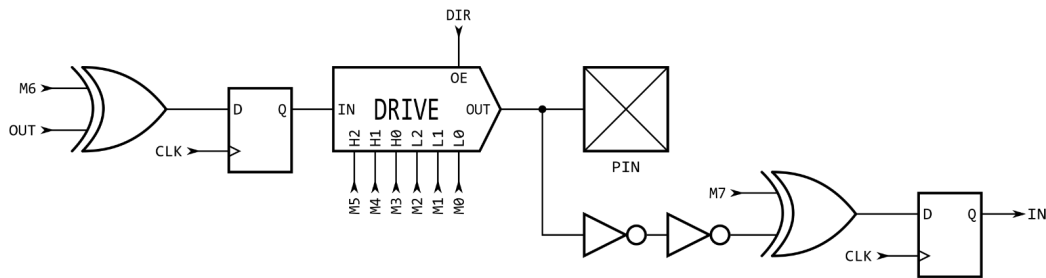 DIR
M6
OE
D
Q
IN
DRIVE
OUT
OUT
H2
H1
H0
L2
L1
L0
CLK
PIN
M5
M4
M3
M2
M1
M0
M7
D
Q
IN
CLK